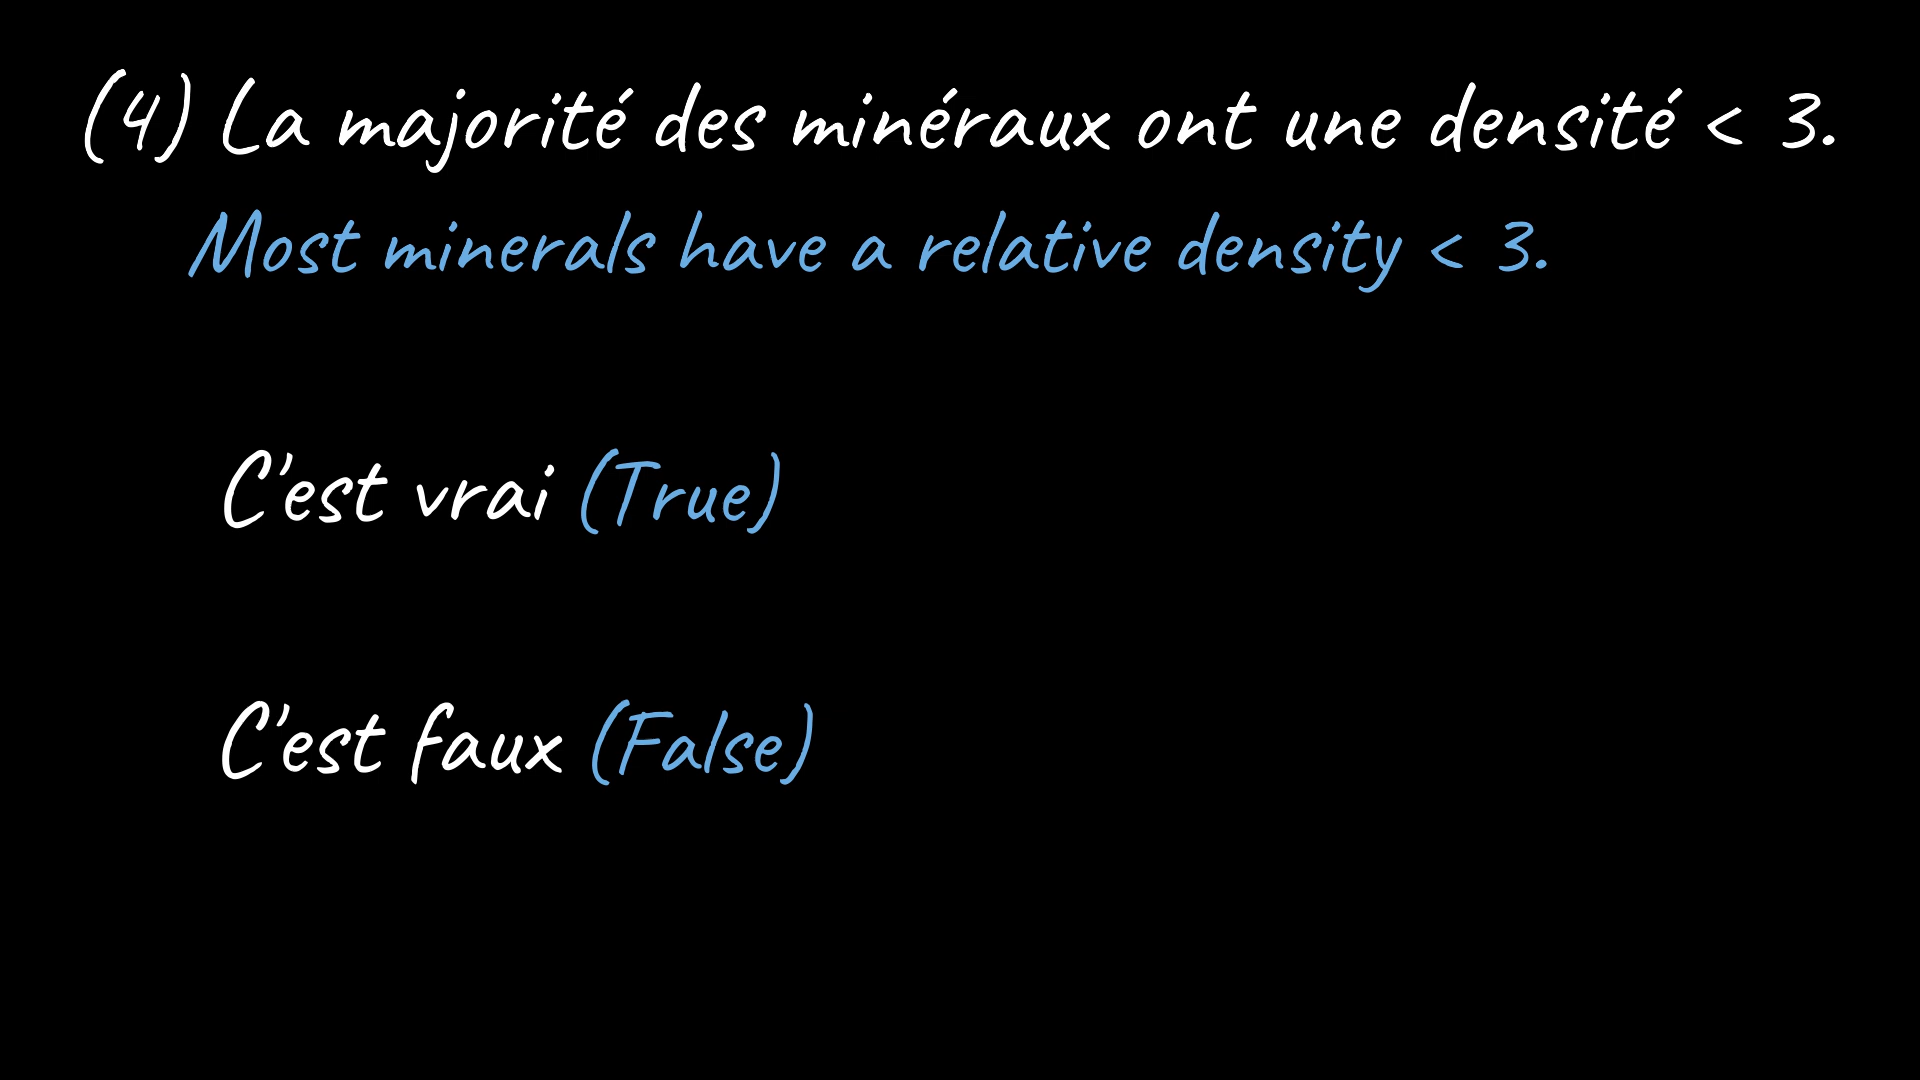 (4) La majorité des minéraux ont une densité < 3.
Most minerals have a relative density < 3.
C'est vrai (True)
C'est faux (False)